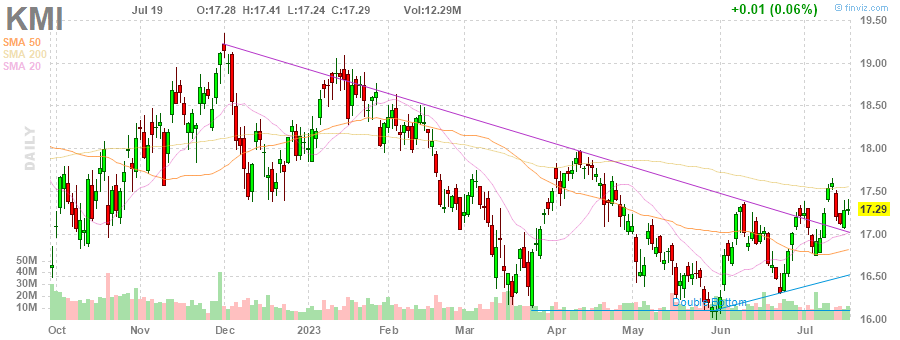 KMI Jul 19 O:17.28 H:17.41 L:17.24 C:17.29 Vol:12.29M +0.01 (0.06%) © finviz.com
SMA 50
SMA 200
SMA 20
DAILY
19.50
19.00
18.50
18.00
17.50
17.29
17.00
16.50
16.00
50M
40M
30M
20M
10M
Double Bottom
Oct Nov Dec 2023 Feb Mar Apr May Jun Jul